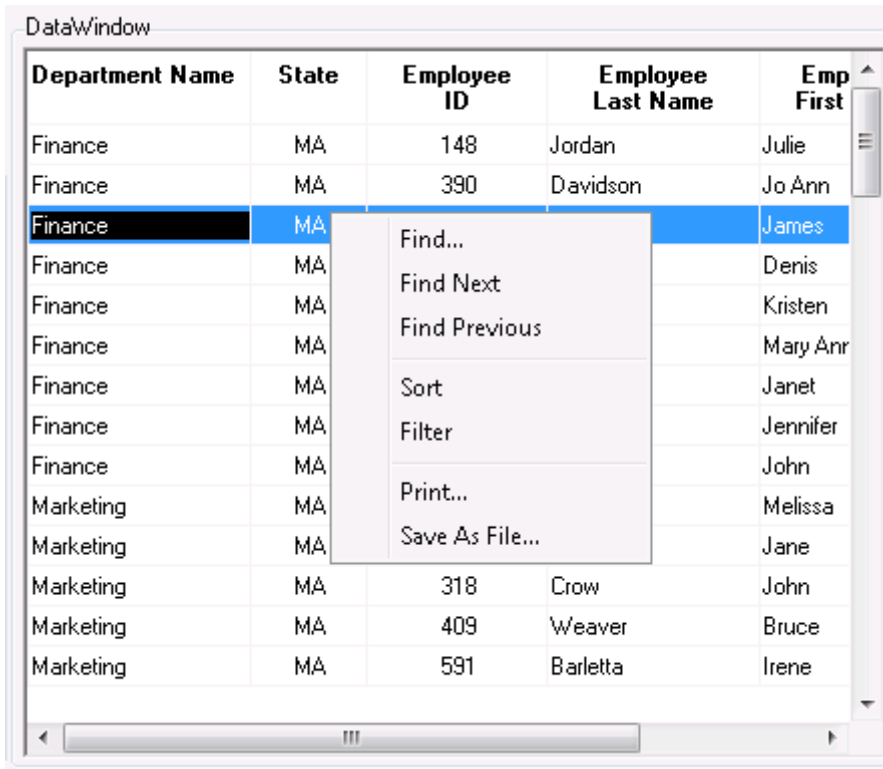 DataWindow
Department Name State Employee ID Employee Last Name Emp First
Finance MA 148 Jordan Julie
Finance MA 390 Davidson Jo Ann
Finance MA James
Finance MA Denis
Finance MA Kristen
Finance MA Mary Ann
Finance MA Janet
Finance MA Jennifer
Finance MA John
Marketing MA Melissa
Marketing MA Jane
Marketing MA 318 Crow John
Marketing MA 409 Weaver Bruce
Marketing MA 591 Barletta Irene
Find...
Find Next
Find Previous
Sort
Filter
Print...
Save As File...